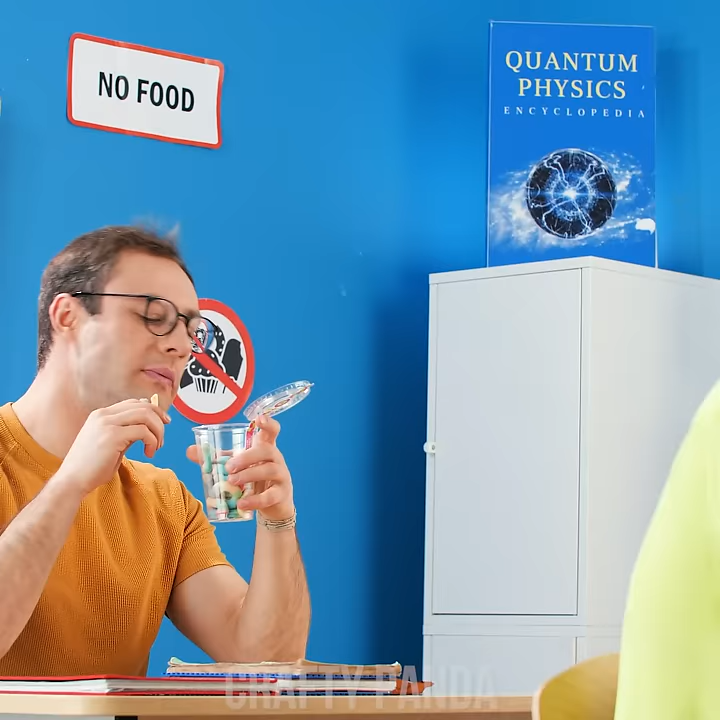 NO FOOD
QUANTUM
PHYSICS
ENCYCLOPEDIA
CRAFTY PANDA